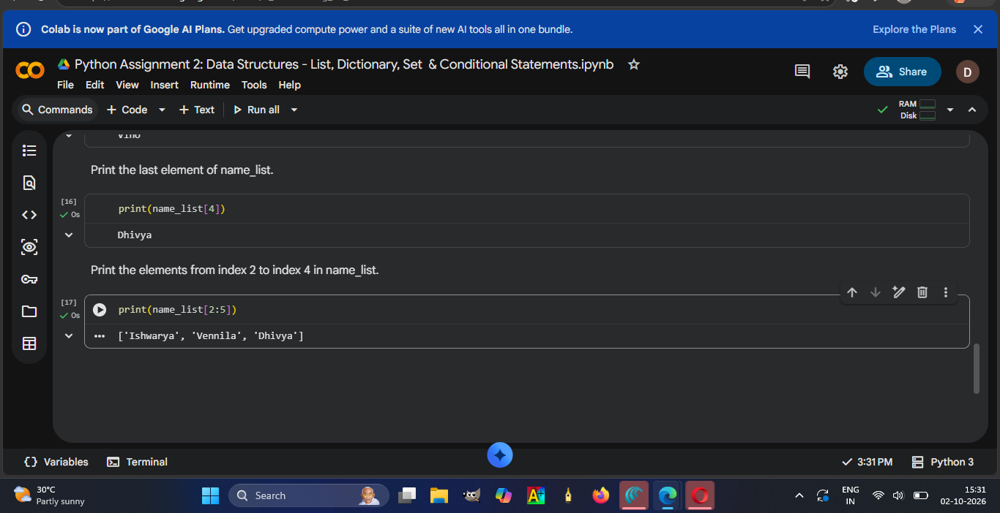 Colab is now part of Google AI Plans. Get upgraded compute power and a suite of new AI tools all in one bundle.
Explore the Plans
Python Assignment 2: Data Structures - List, Dictionary, Set & Conditional Statements.ipynb
Share
D
File Edit View Insert Runtime Tools Help
Commands + Code + Text Run all
RAM
Disk
Vino
Print the last element of name_list.
[16]
0s
print(name_list[4])
Dhivya
Print the elements from index 2 to index 4 in name_list.
[17]
0s
print(name_list[2:5])
['Ishwarya', 'Vennila', 'Dhivya']
Variables Terminal
3:31 PM Python 3
30°C
Partly sunny
Search
ENG
IN
15:31
02-10-2026